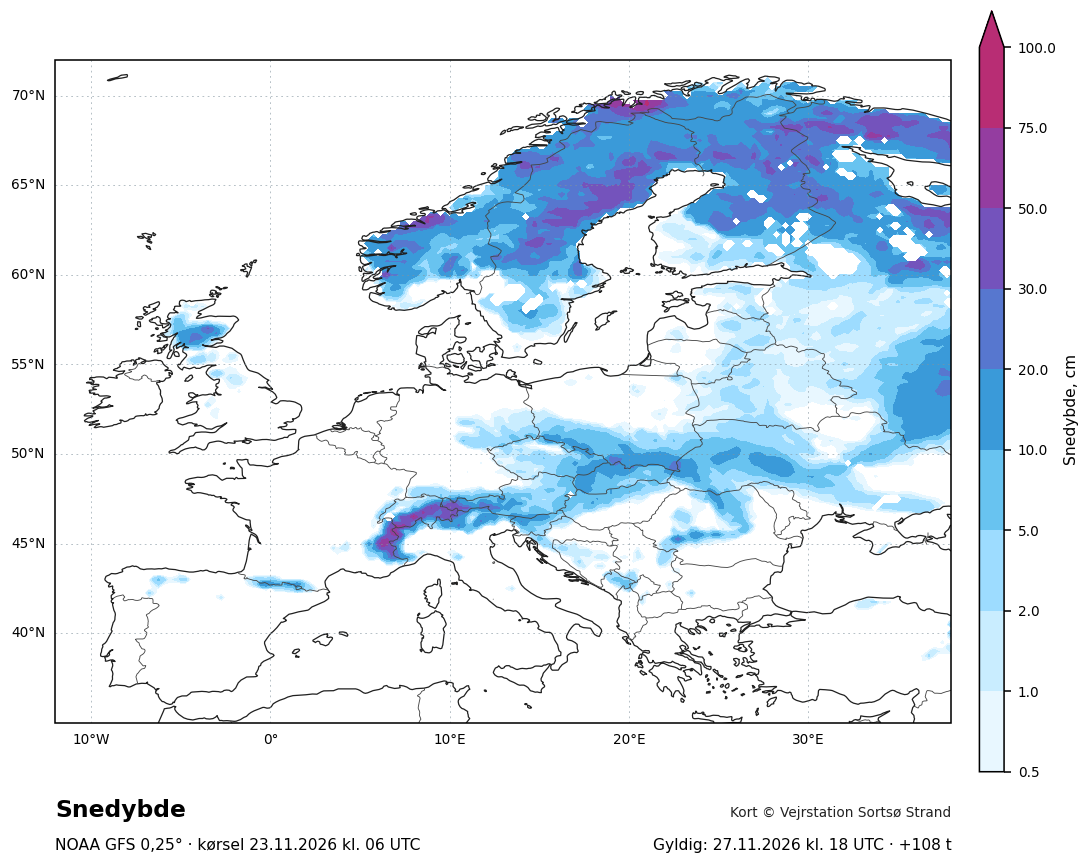 100.0
75.0
50.0
30.0
20.0
10.0
5.0
2.0
1.0
0.5
Snedybde, cm
70°N
65°N
60°N
55°N
50°N
45°N
40°N
10°W 0° 10°E 20°E 30°E
Snedybde
Kort © Vejrstation Sortsø Strand
NOAA GFS 0,25° · kørsel 23.11.2026 kl. 06 UTC
Gyldig: 27.11.2026 kl. 18 UTC · +108 t